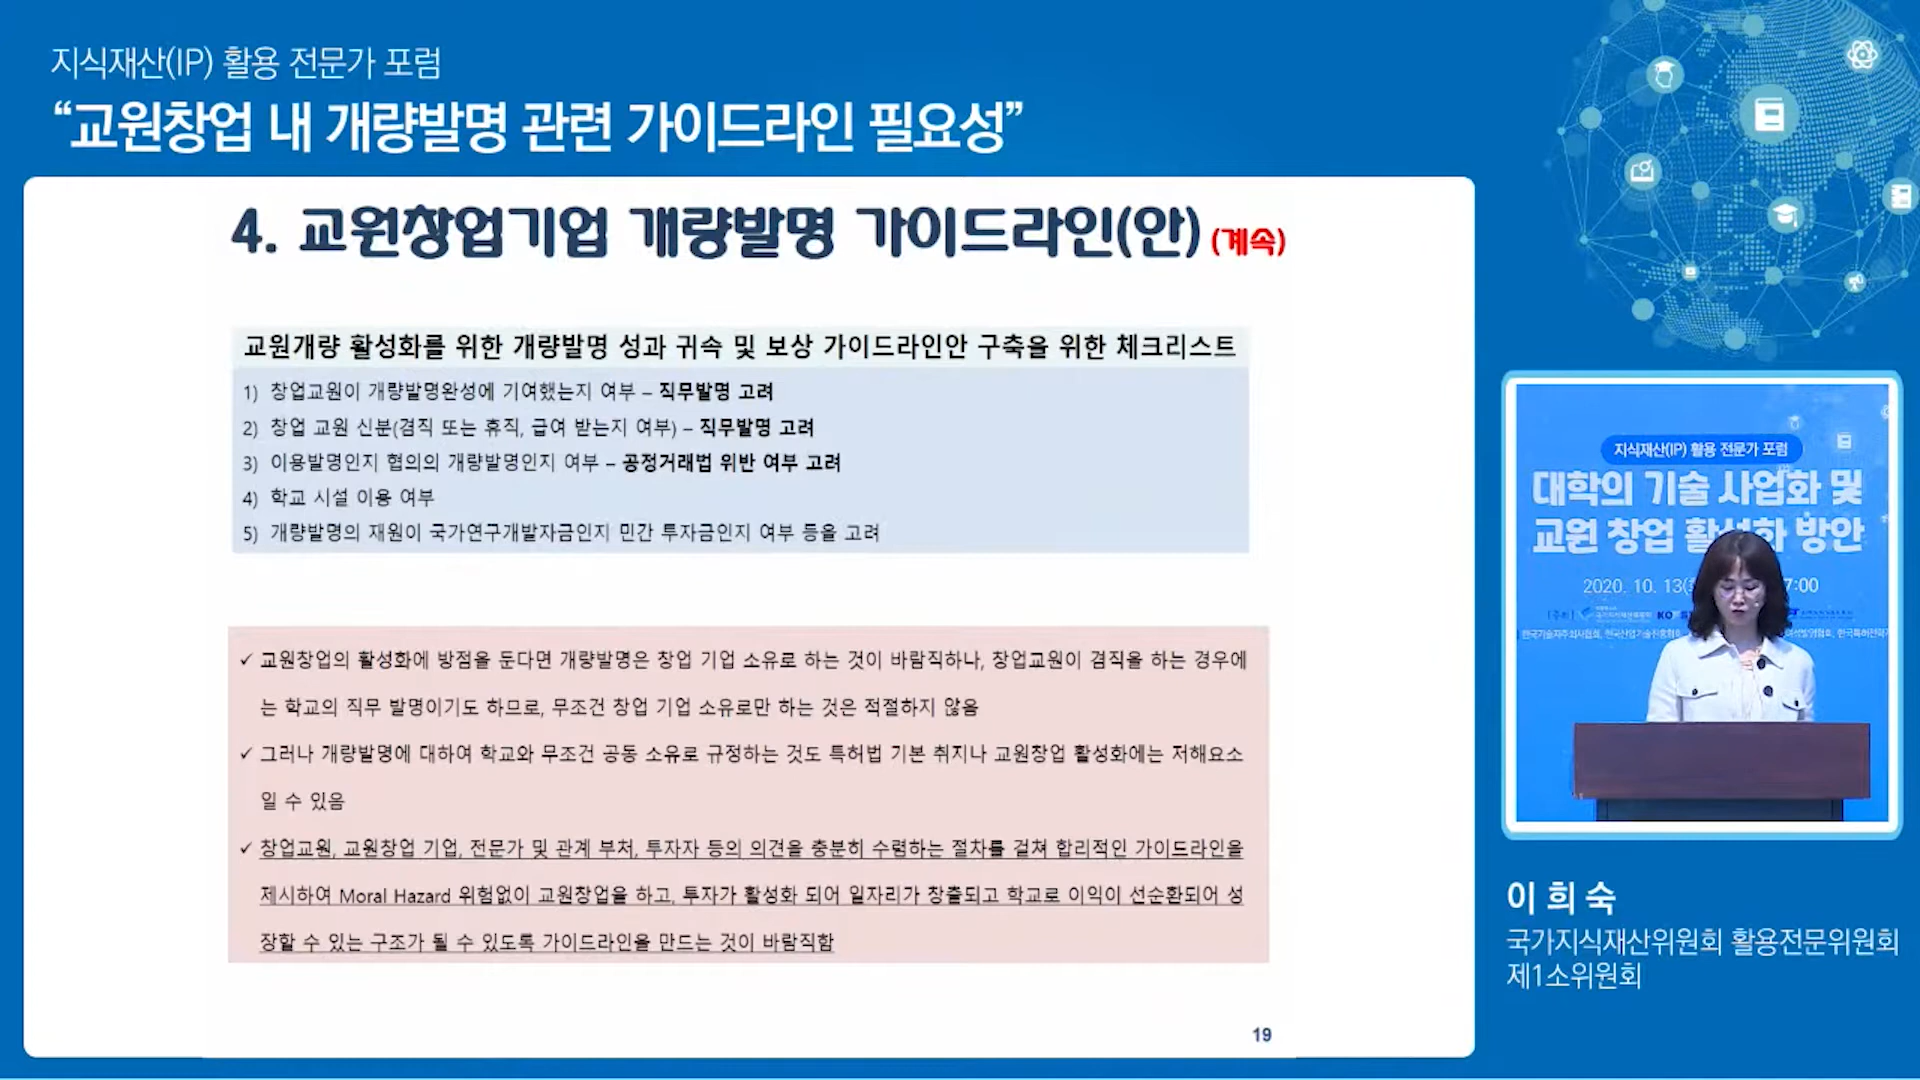 지식재산(IP) 활용 전문가 포럼
“교원창업 내 개량발명 관련 가이드라인 필요성”
4. 교원창업기업 개량발명 가이드라인(안) (계속)
교원개량 활성화를 위한 개량발명 성과 귀속 및 보상 가이드라인안 구축을 위한 체크리스트
1) 창업교원이 개량발명완성에 기여했는지 여부 – 직무발명 고려
2) 창업 교원 신분(겸직 또는 휴직, 급여 받는지 여부) – 직무발명 고려
3) 이용발명인지 협의의 개량발명인지 여부 – 공정거래법 위반 여부 고려
4) 학교 시설 이용 여부
5) 개량발명의 재원이 국가연구개발자금인지 민간 투자금인지 여부 등을 고려
✓ 교원창업의 활성화에 방점을 둔다면 개량발명은 창업 기업 소유로 하는 것이 바람직하나, 창업교원이 겸직을 하는 경우에
는 학교의 직무 발명이기도 하므로, 무조건 창업 기업 소유로만 하는 것은 적절하지 않음
✓ 그러나 개량발명에 대하여 학교와 무조건 공동 소유로 규정하는 것도 특허법 기본 취지나 교원창업 활성화에는 저해요소
일 수 있음
✓ 창업교원, 교원창업 기업, 전문가 및 관계 부처, 투자자 등의 의견을 충분히 수렴하는 절차를 걸쳐 합리적인 가이드라인을
제시하여 Moral Hazard 위험없이 교원창업을 하고, 투자가 활성화 되어 일자리가 창출되고 학교로 이익이 선순환되어 성
장할 수 있는 구조가 될 수 있도록 가이드라인을 만드는 것이 바람직함
19
지식재산(IP) 활용 전문가 포럼
대학의 기술 사업화 및
교원 창업 활성화 방안
2020. 10. 13(
7:00
이 희 숙
국가지식재산위원회 활용전문위원회
제1소위원회